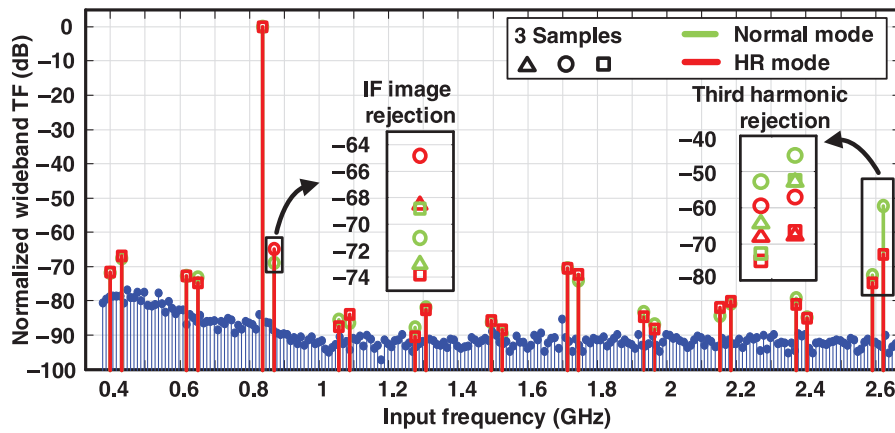 Normalized wideband TF (dB)
0
−10
−20
−30
−40
−50
−60
−70
−80
−90
−100
3 Samples
Normal mode
HR mode
IF image
rejection
−64
−66
−68
−70
−72
−74
Third harmonic
rejection
−40
−50
−60
−70
−80
0.4 0.6 0.8 1 1.2 1.4 1.6 1.8 2 2.2 2.4 2.6
Input frequency (GHz)